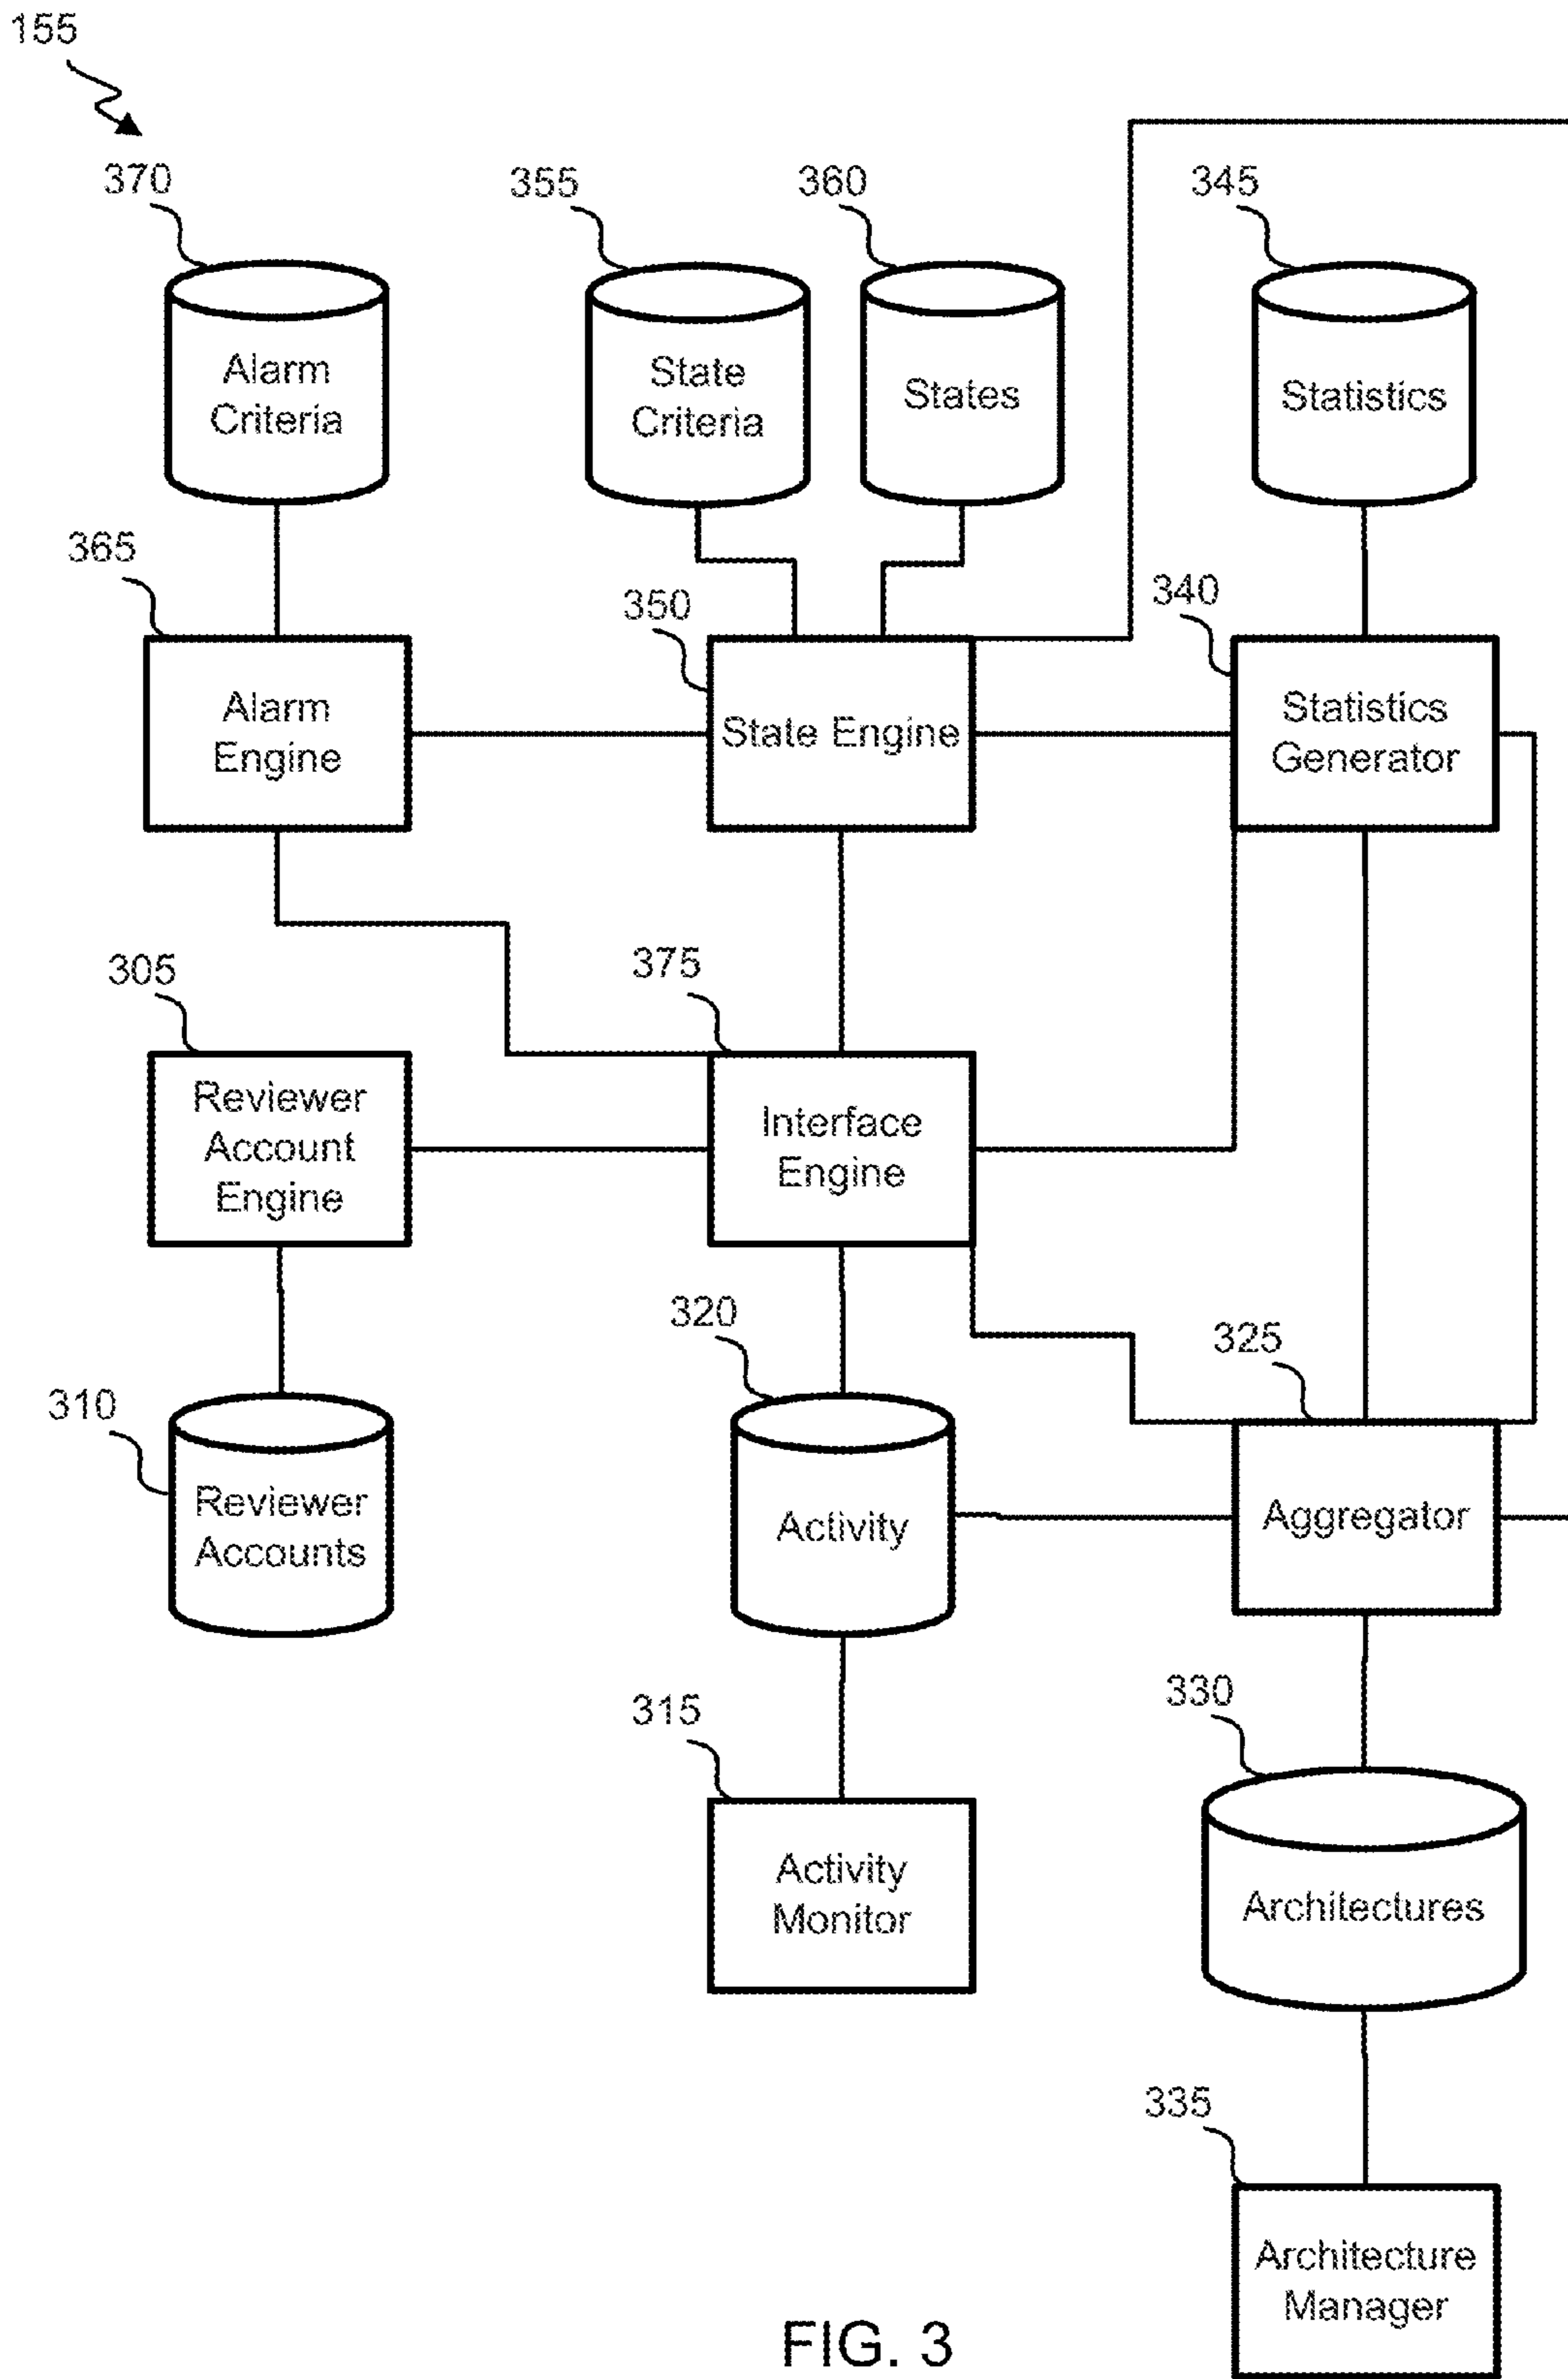 155
370
355
360
345
Alarm
Criteria
State
Criteria
States
Statistics
365
350
340
Alarm
Engine
State Engine
Statistics
Generator
305
375
Reviewer
Account
Engine
Interface
Engine
310
320
325
Reviewer
Accounts
Activity
Aggregator
315
330
Activity
Monitor
Architectures
335
Architecture
Manager
FIG. 3